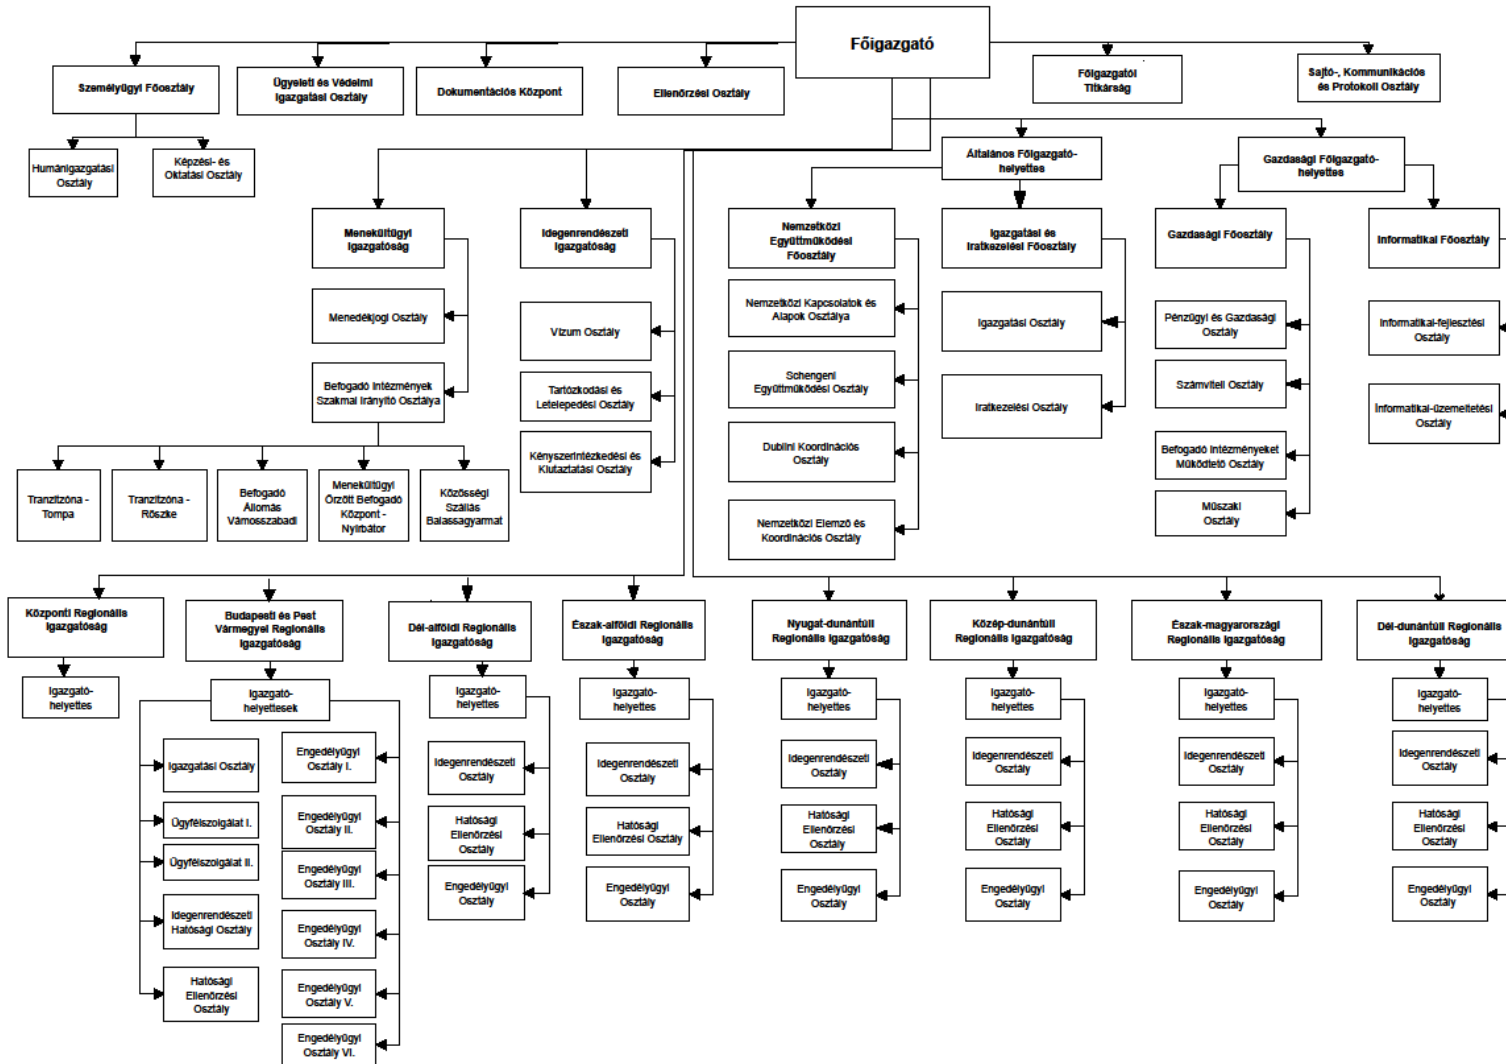 Főigazgató
Személyügyi Főosztály
Ügyeleti és Védelmi
Igazgatási Osztály
Dokumentációs Központ
Ellenőrzési Osztály
Főigazgatói
Titkárság
Sajtó-, Kommunikációs
és Protokoll Osztály
Humánigazgatási
Osztály
Képzési- és
Oktatási Osztály
Általános Főigazgató-
helyettes
Gazdasági Főigazgató-
helyettes
Menekültügyi
Igazgatóság
Idegenrendészeti
Igazgatóság
Nemzetközi
Együttműködési
Főosztály
Igazgatási és
Iratkezelési Főosztály
Gazdasági Főosztály
Informatikai Főosztály
Menedékjogi Osztály
Vízum Osztály
Nemzetközi Kapcsolatok és
Alapok Osztálya
Igazgatási Osztály
Pénzügyi és Gazdasági
Osztály
Informatikai-fejlesztési
Osztály
Befogadó Intézmények
Szakmai Irányító Osztálya
Tartózkodási és
Letelepedési Osztály
Schengeni
Együttműködési Osztály
Iratkezelési Osztály
Számviteli Osztály
Informatikai-üzemeltetési
Osztály
Kényszerintézkedési és
Kiutaztatási Osztály
Dublini Koordinációs
Osztály
Befogadó Intézményeket
Működtető Osztály
Tranzitzóna -
Tompa
Tranzitzóna -
Röszke
Befogadó
Állomás
Vámosszabadi
Menekültügyi
Őrzött Befogadó
Központ -
Nyírbátor
Közösségi
Szállás
Balassagyarmat
Nemzetközi Elemző és
Koordinációs Osztály
Műszaki
Osztály
Központi Regionális
Igazgatóság
Budapesti és Pest
Vármegyei Regionális
Igazgatóság
Dél-alföldi Regionális
Igazgatóság
Észak-alföldi Regionális
Igazgatóság
Nyugat-dunántúli
Regionális Igazgatóság
Közép-dunántúli
Regionális Igazgatóság
Észak-magyarországi
Regionális Igazgatóság
Dél-dunántúli Regionális
Igazgatóság
Igazgató-
helyettes
Igazgató-
helyettesek
Igazgató-
helyettes
Igazgató-
helyettes
Igazgató-
helyettes
Igazgató-
helyettes
Igazgató-
helyettes
Igazgató-
helyettes
Igazgatási Osztály
Engedélyügyi
Osztály I.
Idegenrendészeti
Osztály
Idegenrendészeti
Osztály
Idegenrendészeti
Osztály
Idegenrendészeti
Osztály
Idegenrendészeti
Osztály
Idegenrendészeti
Osztály
Ügyfélszolgálat I.
Engedélyügyi
Osztály II.
Hatósági
Ellenőrzési
Osztály
Hatósági
Ellenőrzési Osztály
Hatósági
Ellenőrzési
Osztály
Hatósági
Ellenőrzési
Osztály
Hatósági
Ellenőrzési
Osztály
Hatósági
Ellenőrzési
Osztály
Ügyfélszolgálat II.
Engedélyügyi
Osztály III.
Engedélyügyi
Osztály
Engedélyügyi
Osztály
Engedélyügyi
Osztály
Engedélyügyi
Osztály
Engedélyügyi
Osztály
Engedélyügyi
Osztály
Idegenrendészeti
Hatósági Osztály
Engedélyügyi
Osztály IV.
Hatósági
Ellenőrzési
Osztály
Engedélyügyi
Osztály V.
Engedélyügyi
Osztály VI.